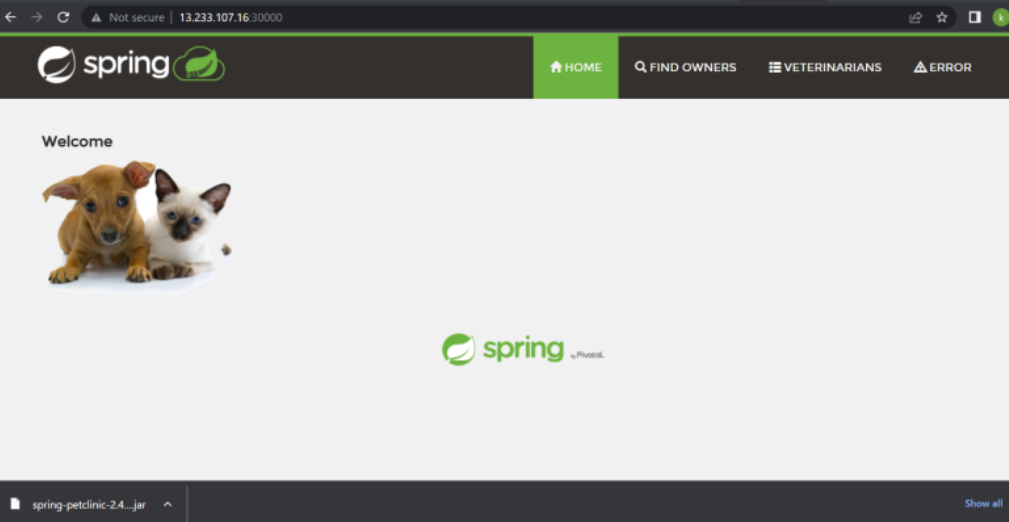 Not secure 13.233.107.16:30000
k
spring
HOME FIND OWNERS VETERINARIANS ERROR
Welcome
spring by Pivotal.
spring-petclinic-2.4....jar
Show all